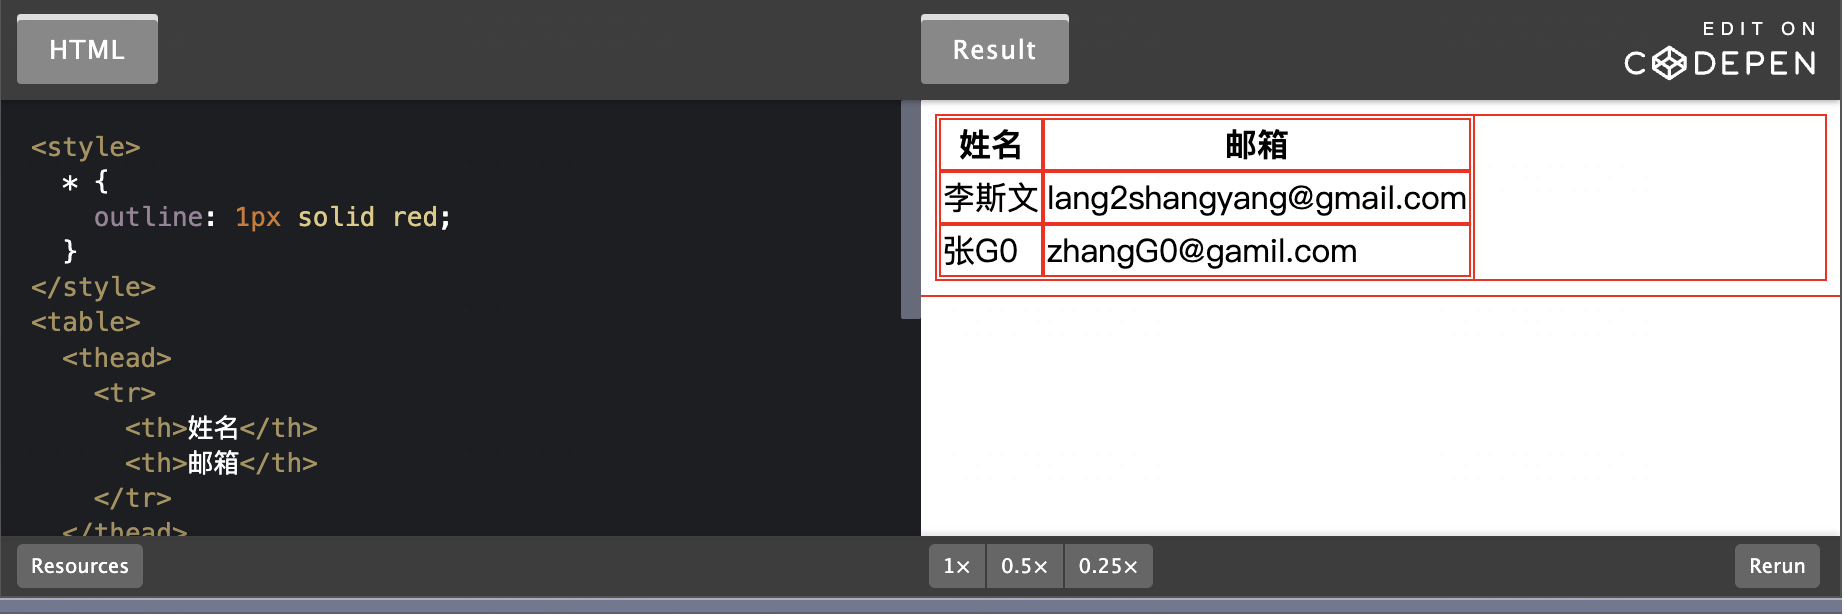 HTML
<style>
* {
outline: 1px solid red;
}
</style>
<table>
<thead>
<tr>
<th>姓名</th>
<th>邮箱</th>
</tr>
</thead>
Resources
Result
EDIT ON
CODEPEN
姓名 邮箱
李斯文 lang2shangyang@gmail.com
张G0 zhangG0@gamil.com
1× 0.5× 0.25×
Rerun